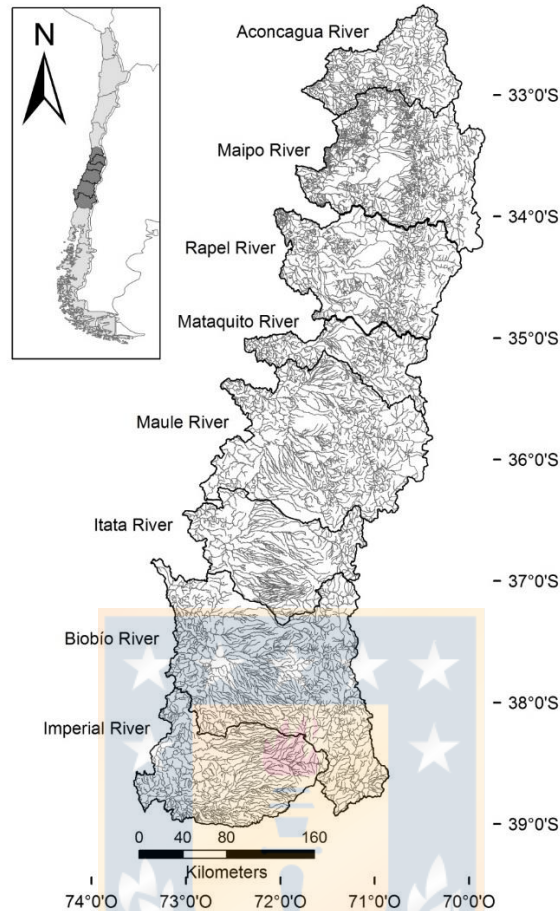 N
Aconcagua River
33°0'S
Maipo River
34°0'S
Rapel River
Mataquito River
35°0'S
Maule River
36°0'S
Itata River
37°0'S
Biobío River
38°0'S
Imperial River
39°0'S
0 40 80 160
Kilometers
74°0'O 73°0'O 72°0'O 71°0'O 70°0'O